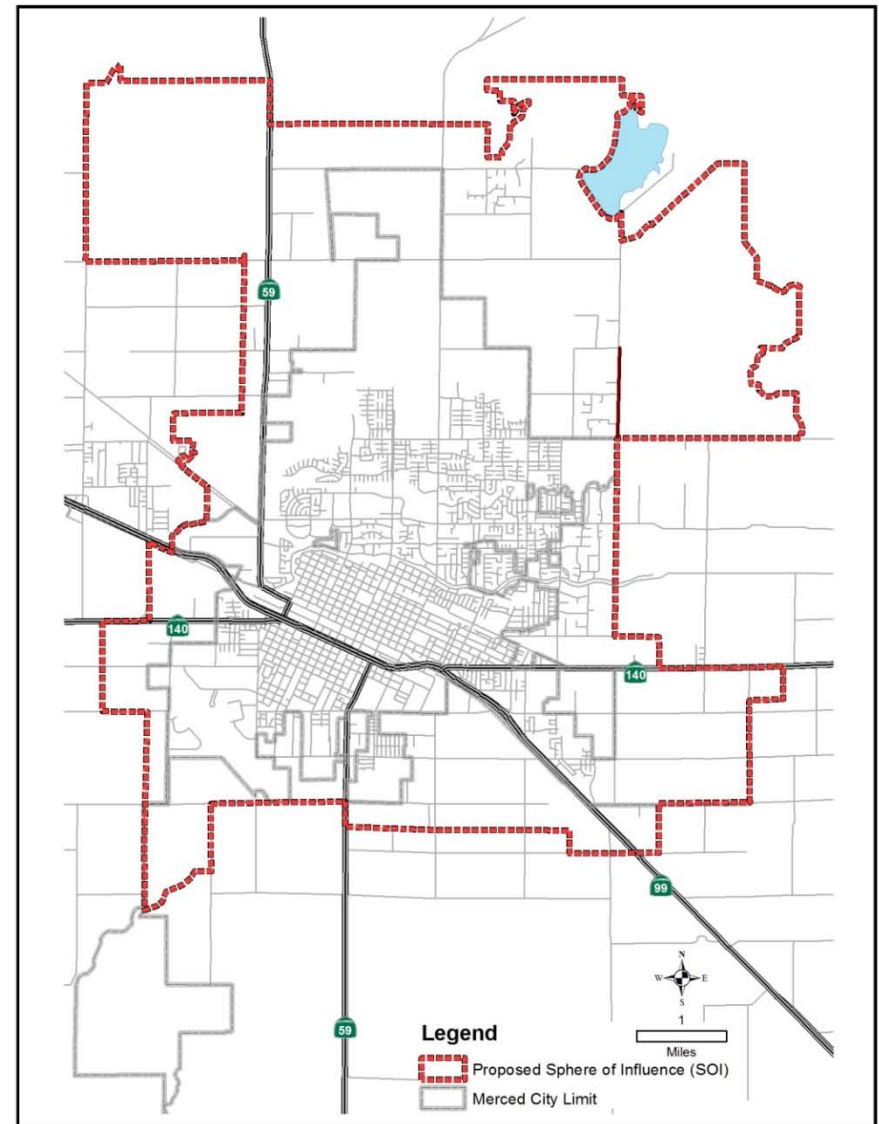 59
140
140
99
N
W E
S
1
Miles
59
Legend
Proposed Sphere of Influence (SOI)
Merced City Limit